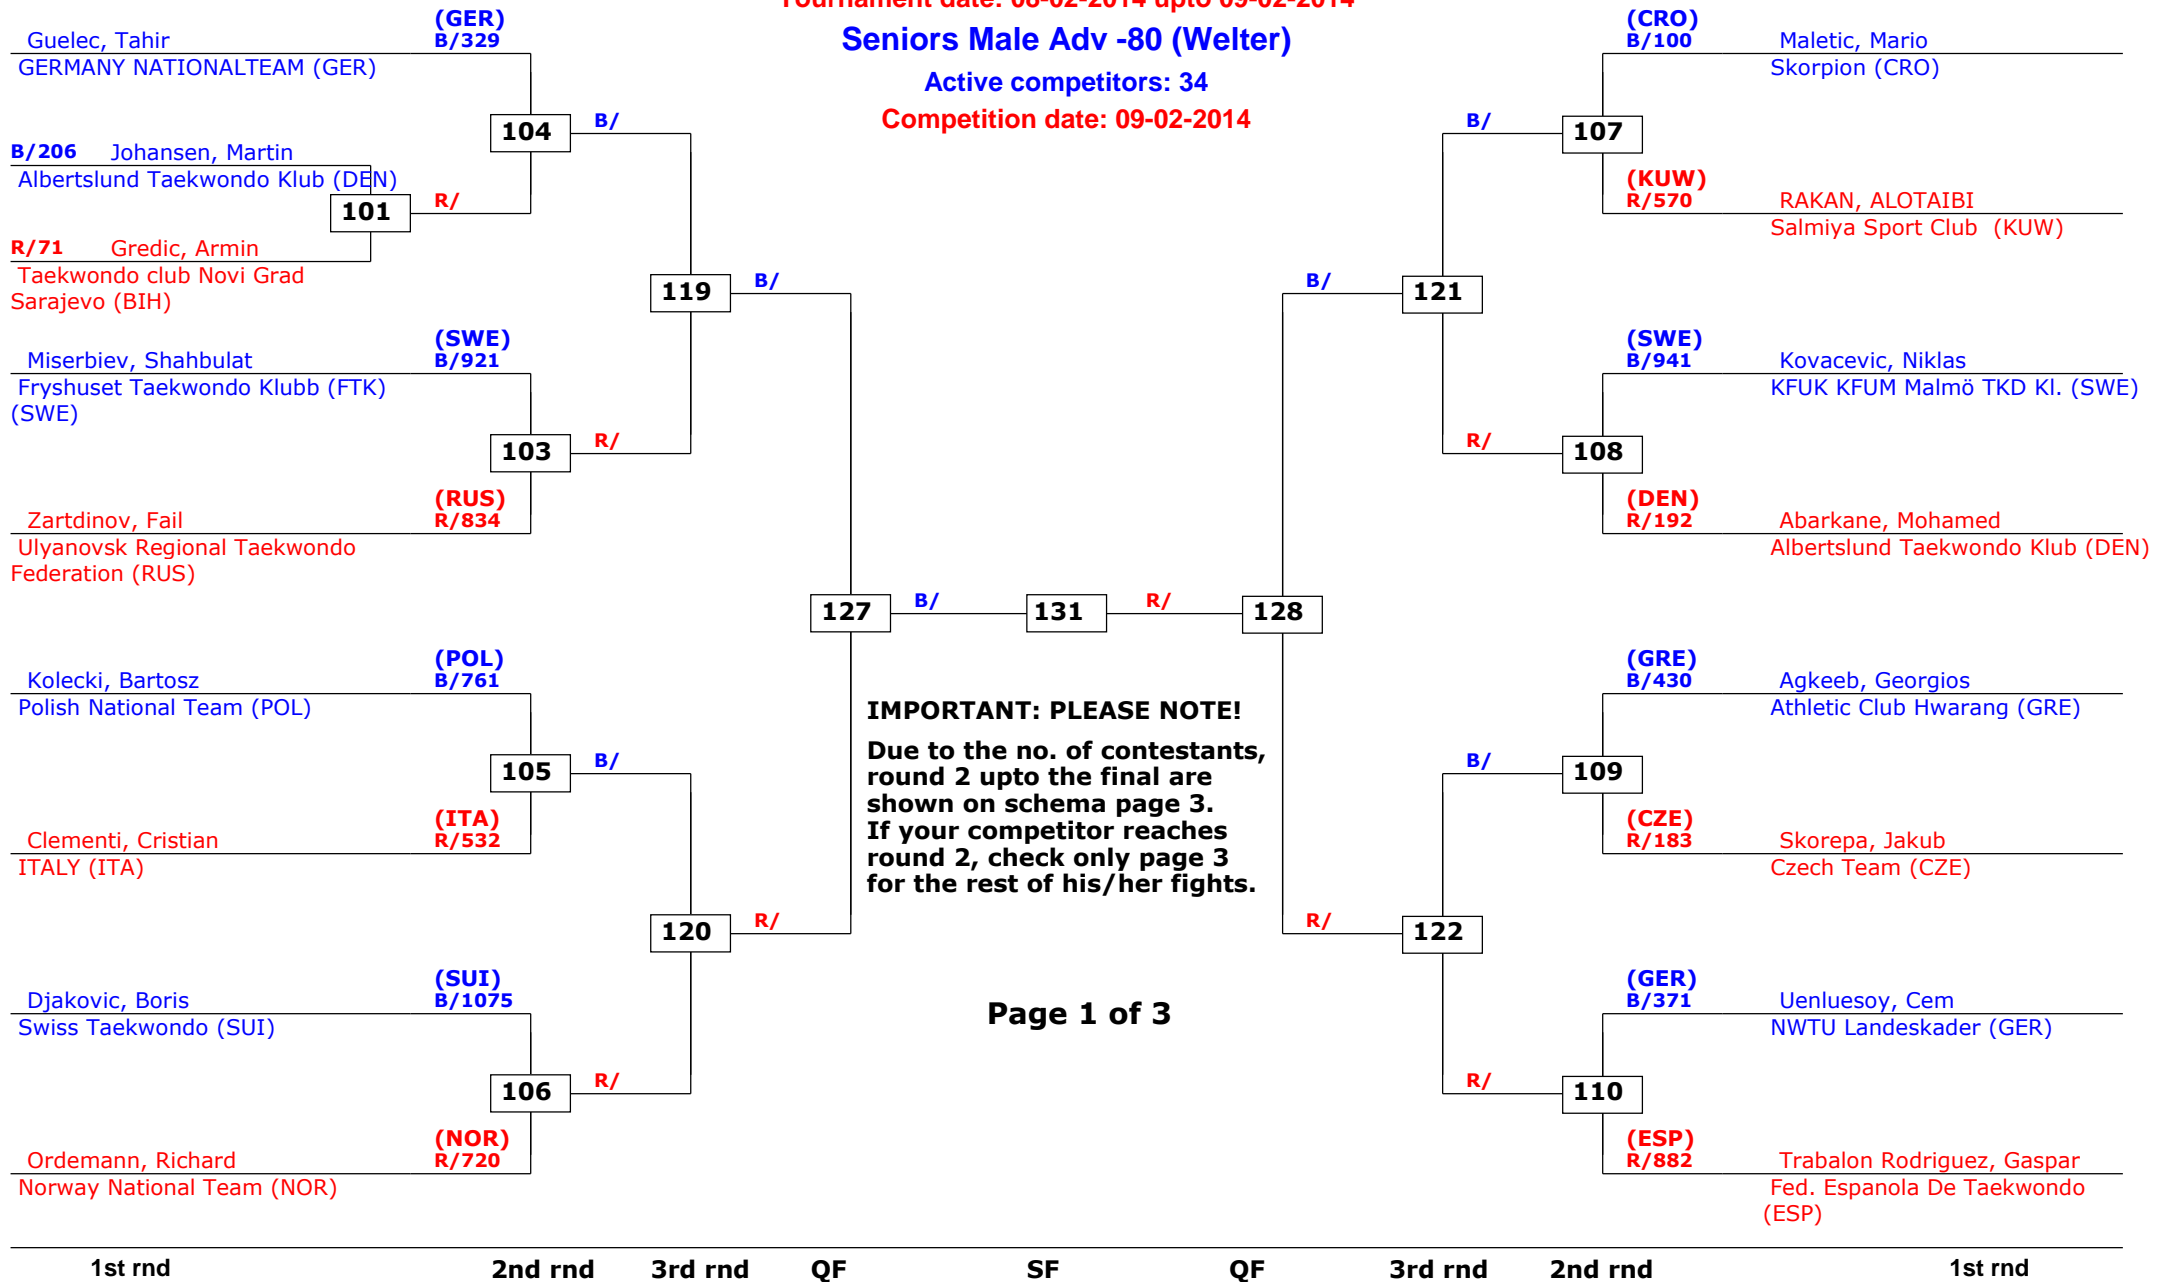 Tournament date: 08-02-2014 upto 09-02-2014
Seniors Male Adv -80 (Welter)
Active competitors: 34
Competition date: 09-02-2014
(GER)
Guelec, Tahir B/329
GERMANY NATIONALTEAM (GER)
104 B/
B/206 Johansen, Martin
Albertslund Taekwondo Klub (DEN)
101 R/
R/71 Gredic, Armin
Taekwondo club Novi Grad
Sarajevo (BIH)
119 B/
(SWE)
Miserbiev, Shahbulat B/921
Fryshuset Taekwondo Klubb (FTK)
(SWE)
103 R/
(RUS)
Zartdinov, Fail R/834
Ulyanovsk Regional Taekwondo
Federation (RUS)
127 B/ 131 R/ 128
(POL)
Kolecki, Bartosz B/761
Polish National Team (POL)
105 B/
(ITA)
Clementi, Cristian R/532
ITALY (ITA)
120 R/
(SUI)
Djakovic, Boris B/1075
Swiss Taekwondo (SUI)
106 R/
(NOR)
Ordemann, Richard R/720
Norway National Team (NOR)
IMPORTANT: PLEASE NOTE!
Due to the no. of contestants,
round 2 upto the final are
shown on schema page 3.
If your competitor reaches
round 2, check only page 3
for the rest of his/her fights.
Page 1 of 3
(CRO)
B/100 Maletic, Mario
Skorpion (CRO)
B/ 107
(KUW)
R/570 RAKAN, ALOTAIBI
Salmiya Sport Club (KUW)
B/ 121
(SWE)
B/941 Kovacevic, Niklas
KFUK KFUM Malmö TKD Kl. (SWE)
R/ 108
(DEN)
R/192 Abarkane, Mohamed
Albertslund Taekwondo Klub (DEN)
(GRE)
B/430 Agkeeb, Georgios
Athletic Club Hwarang (GRE)
B/ 109
(CZE)
R/183 Skorepa, Jakub
Czech Team (CZE)
R/ 122
(GER)
B/371 Uenluesoy, Cem
NWTU Landeskader (GER)
R/ 110
(ESP)
R/882 Trabalon Rodriguez, Gaspar
Fed. Espanola De Taekwondo
(ESP)
1st rnd 2nd rnd 3rd rnd QF SF QF 3rd rnd 2nd rnd 1st rnd